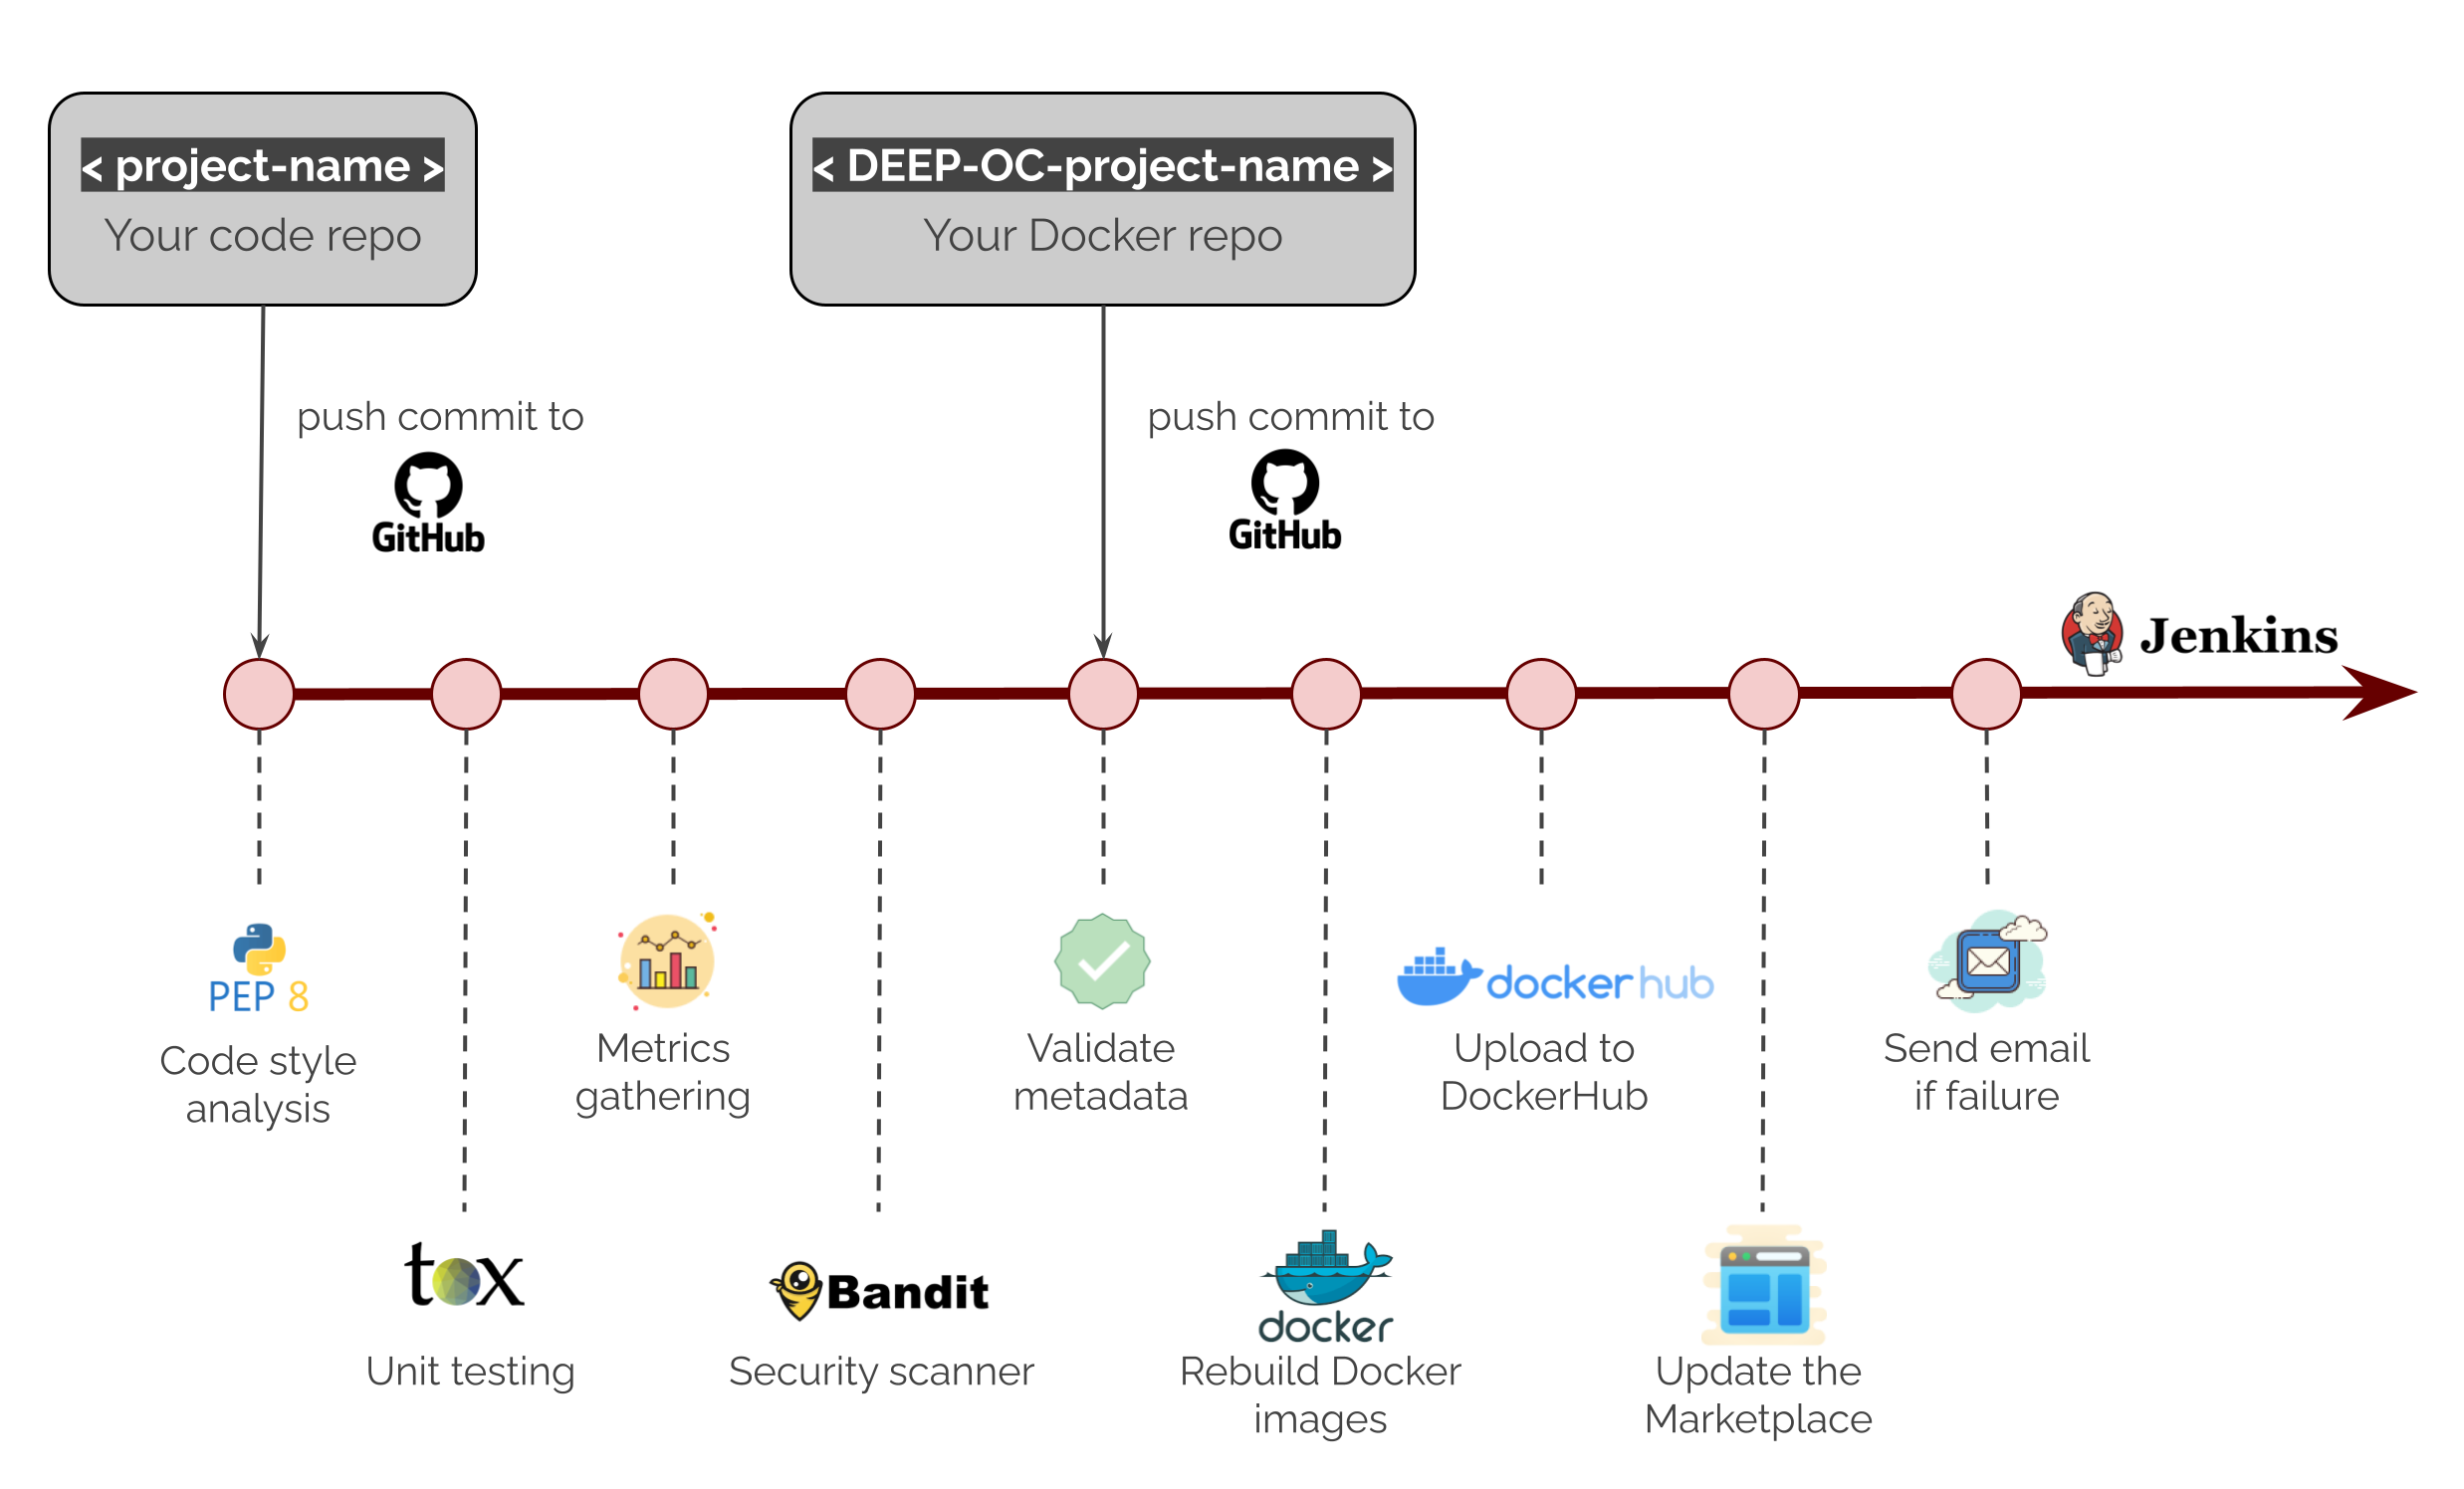 < project-name >
Your code repo
< DEEP-OC-project-name >
Your Docker repo
push commit to
GitHub
push commit to
GitHub
Jenkins
PEP 8
Code style
analysis
Metrics
gathering
Validate
metadata
dockerhub
Upload to
DockerHub
Send email
if failure
tox
Unit testing
Bandit
Security scanner
docker
Rebuild Docker
images
Update the
Marketplace